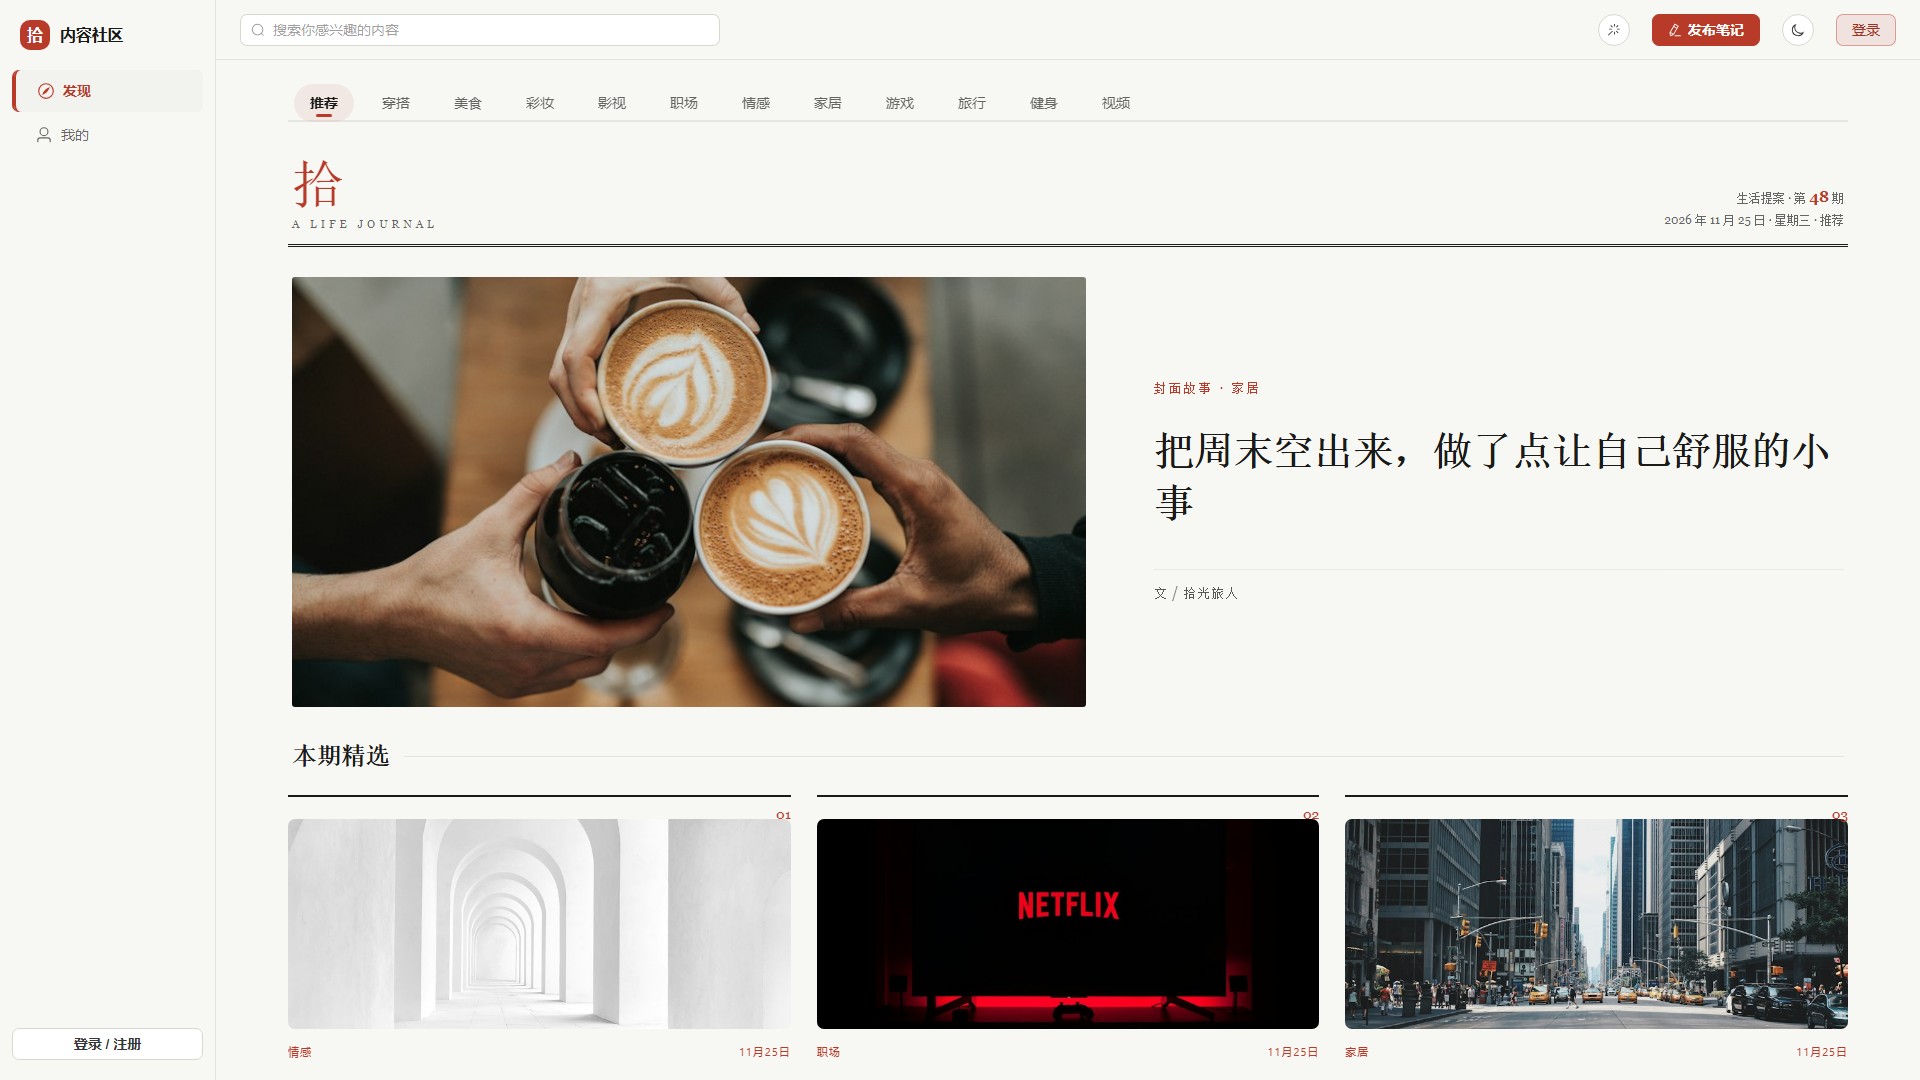 拾 内容社区
发现
我的
登录 / 注册
搜索你感兴趣的内容
发布笔记
登录
推荐 穿搭 美食 彩妆 影视 职场 情感 家居 游戏 旅行 健身 视频
拾
A LIFE JOURNAL
生活提案 · 第 48 期
2026 年 11 月 25 日 · 星期三 · 推荐
封面故事 · 家居
把周末空出来，做了点让自己舒服的小
事
文 / 拾光旅人
本期精选
01
NETFLIX
02
03
情感 11月25日
职场 11月25日
家居 11月25日